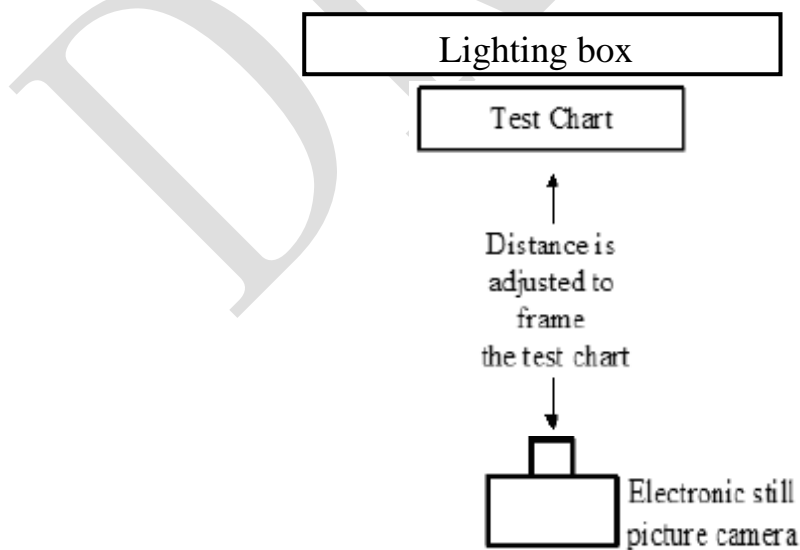 Lighting box
Test Chart
Distance is
adjusted to
frame
the test chart
Electronic still
picture camera